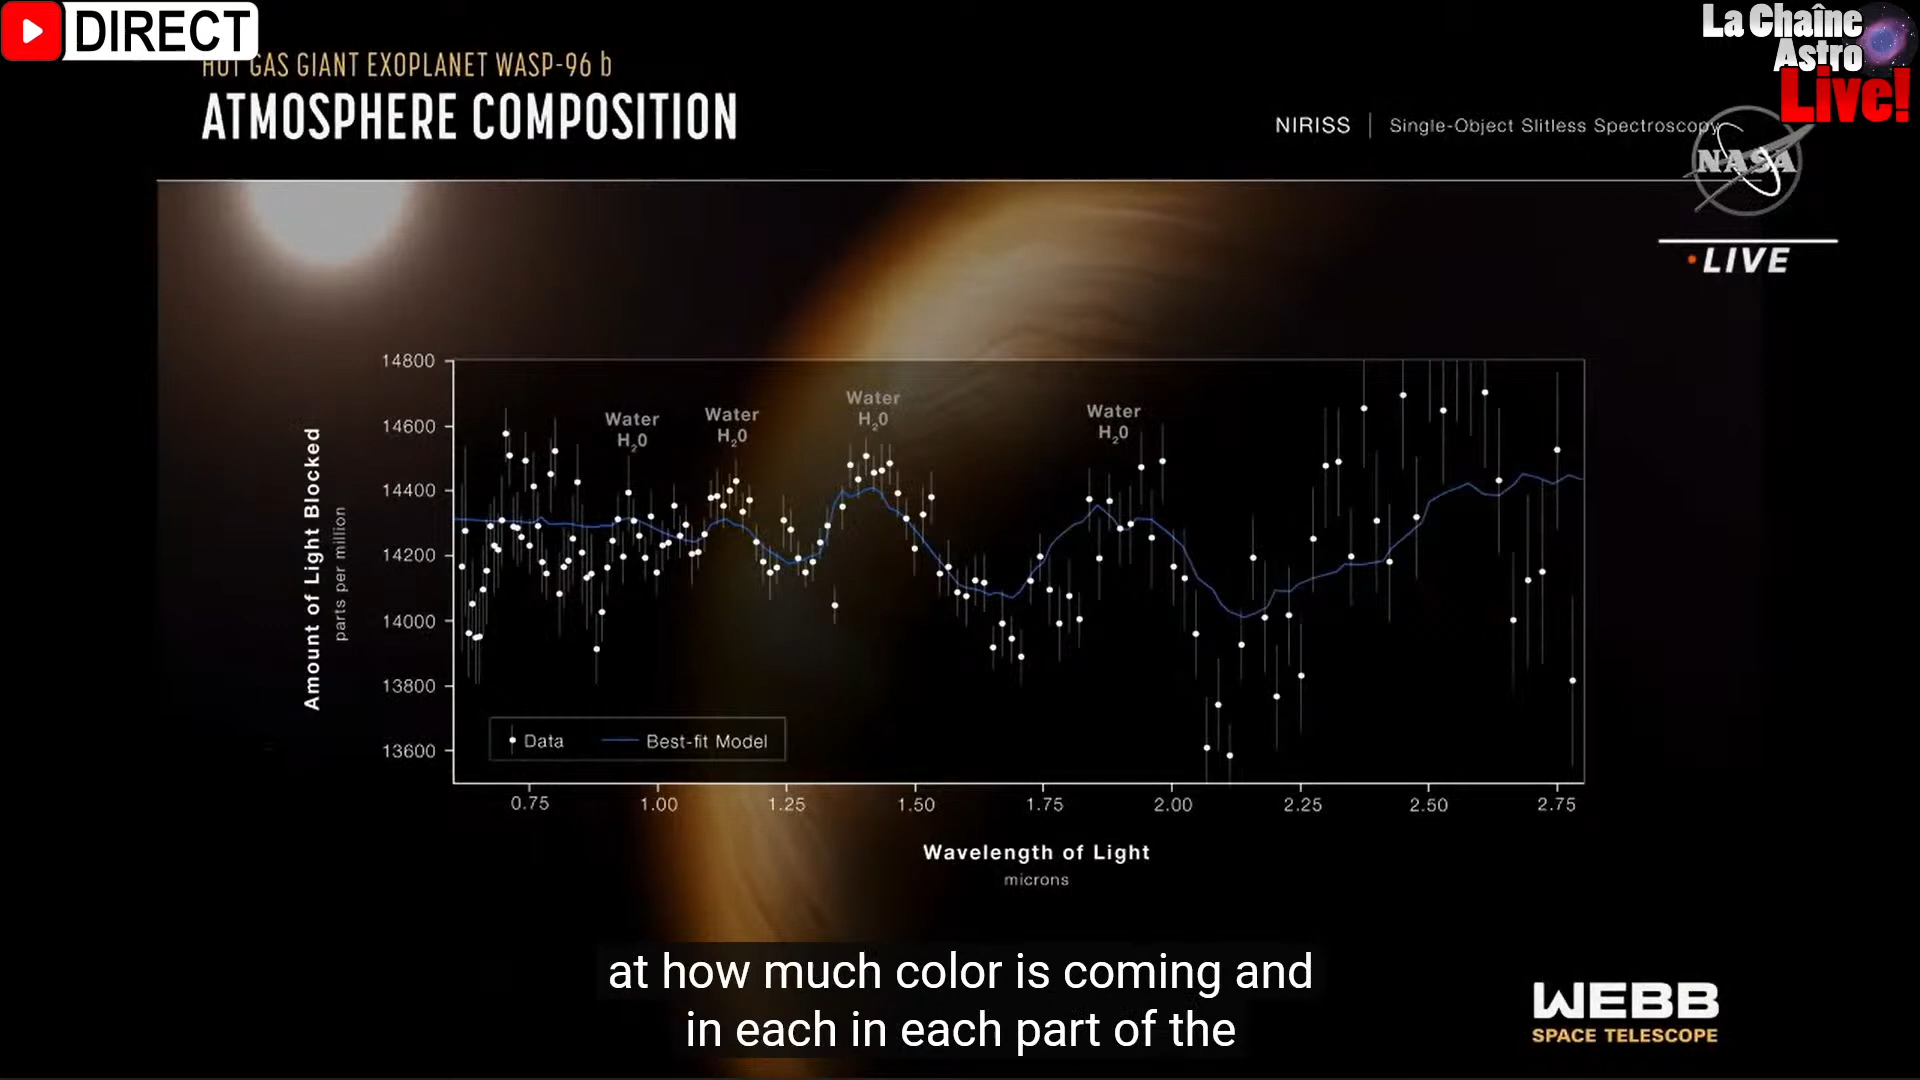 DIRECT
La Chaîne
Astro
Live!
HOT GAS GIANT EXOPLANET WASP-96 b
ATMOSPHERE COMPOSITION
NIRISS | Single-Object Slitless Spectroscopy
NASA
LIVE
14800
14600
14400
14200
14000
13800
13600
Amount of Light Blocked
parts per million
Water
H2O
Water
H2O
Water
H2O
Water
H2O
Data
Best-fit Model
0.75 1.00 1.25 1.50 1.75 2.00 2.25 2.50 2.75
Wavelength of Light
microns
at how much color is coming and
in each in each part of the
WEBB
SPACE TELESCOPE